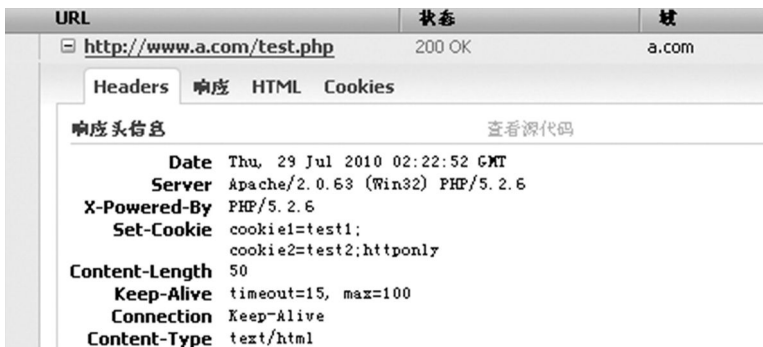 URL 状态 域
http://www.a.com/test.php 200 OK a.com
Headers 响应 HTML Cookies
响应头信息 查看源代码
Date Thu, 29 Jul 2010 02:22:52 GMT
Server Apache/2.0.63 (Win32) PHP/5.2.6
X-Powered-By PHP/5.2.6
Set-Cookie cookie1=test1;
cookie2=test2;httponly
Content-Length 50
Keep-Alive timeout=15, max=100
Connection Keep-Alive
Content-Type text/html